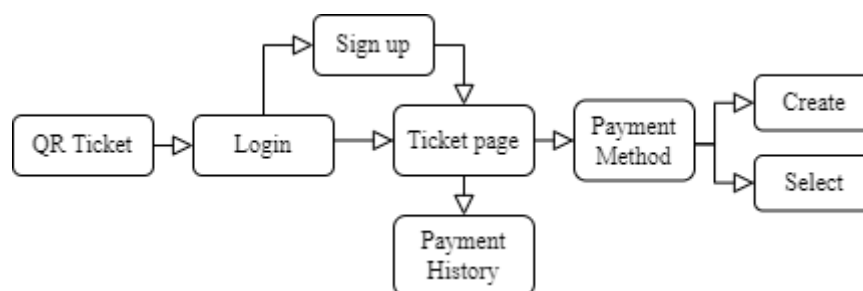 Sign up
QR Ticket
Login
Ticket page
Payment
Method
Create
Select
Payment
History